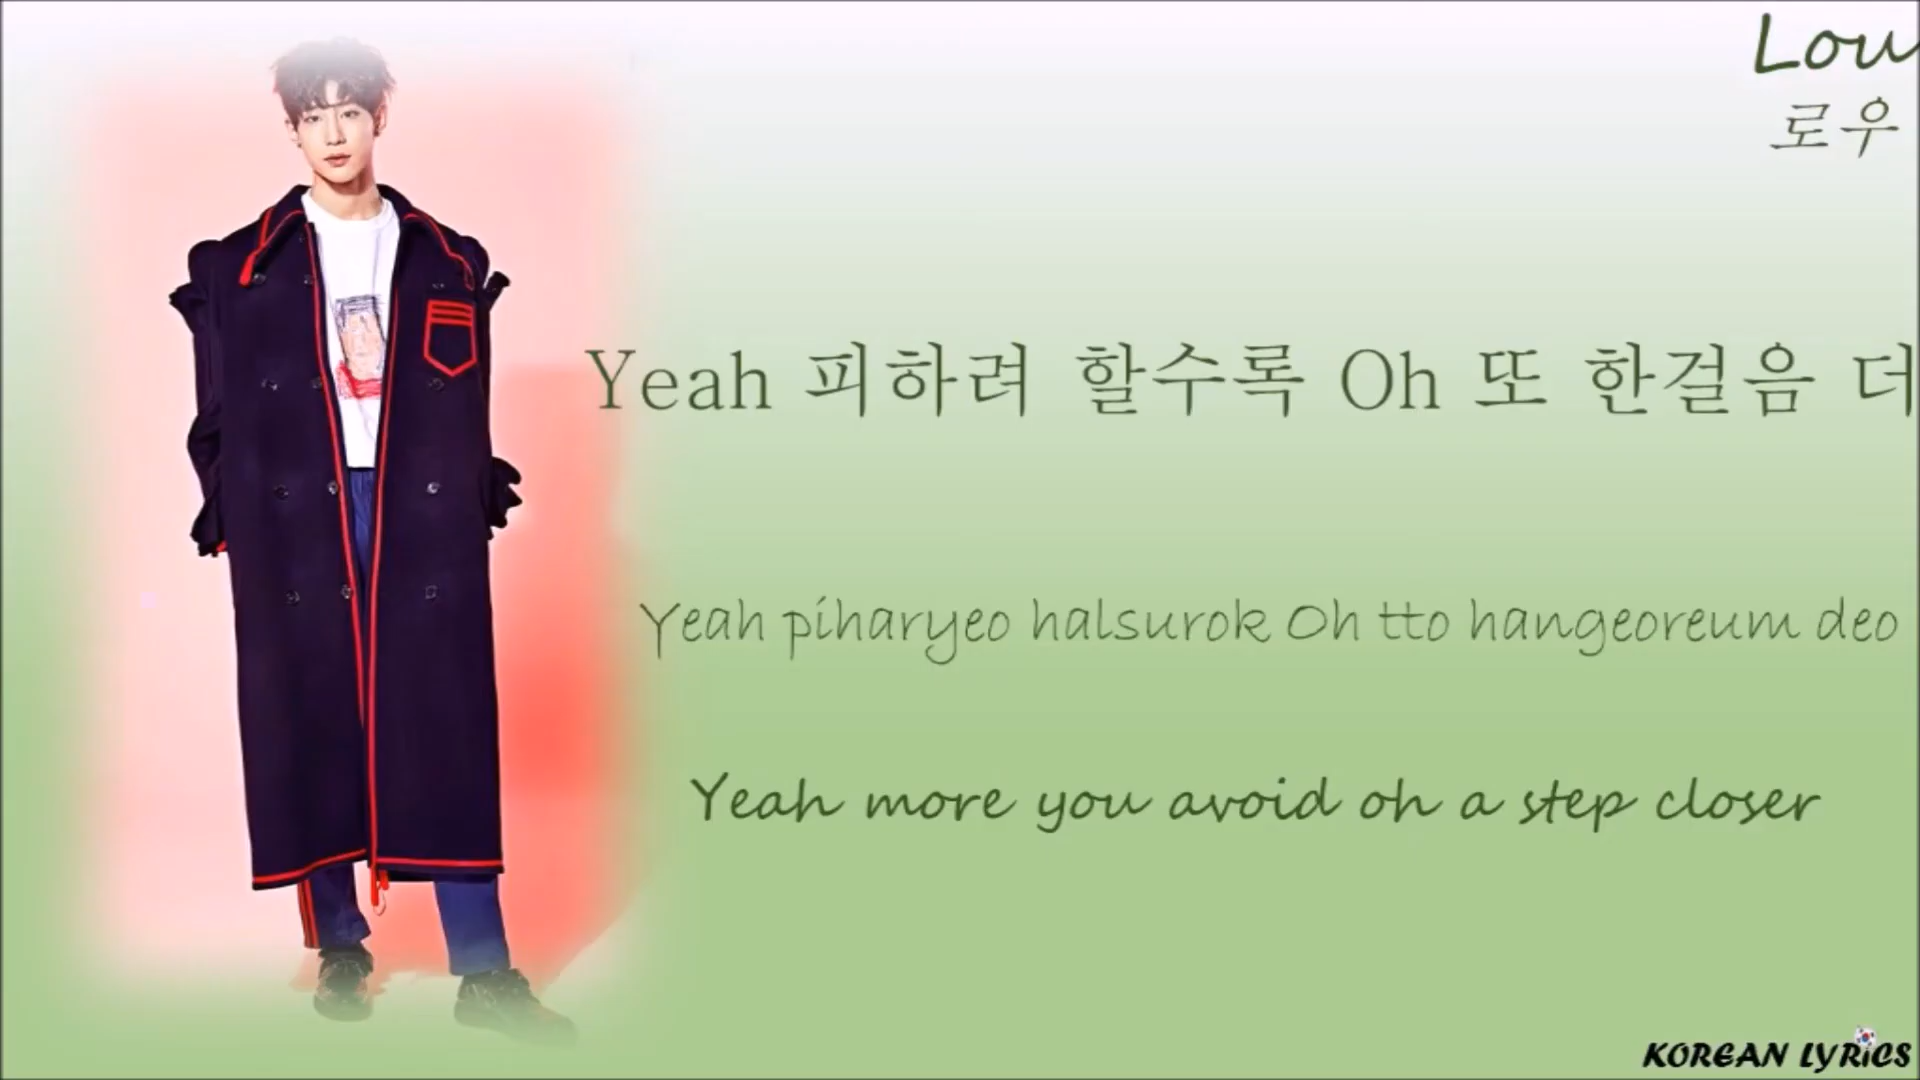 Lou
로우
Yeah 피하려 할수록 Oh 또 한걸음 더
Yeah piharyeo halsurok Oh tto hangeoreum deo
Yeah more you avoid oh a step closer
KOREAN LYRICS